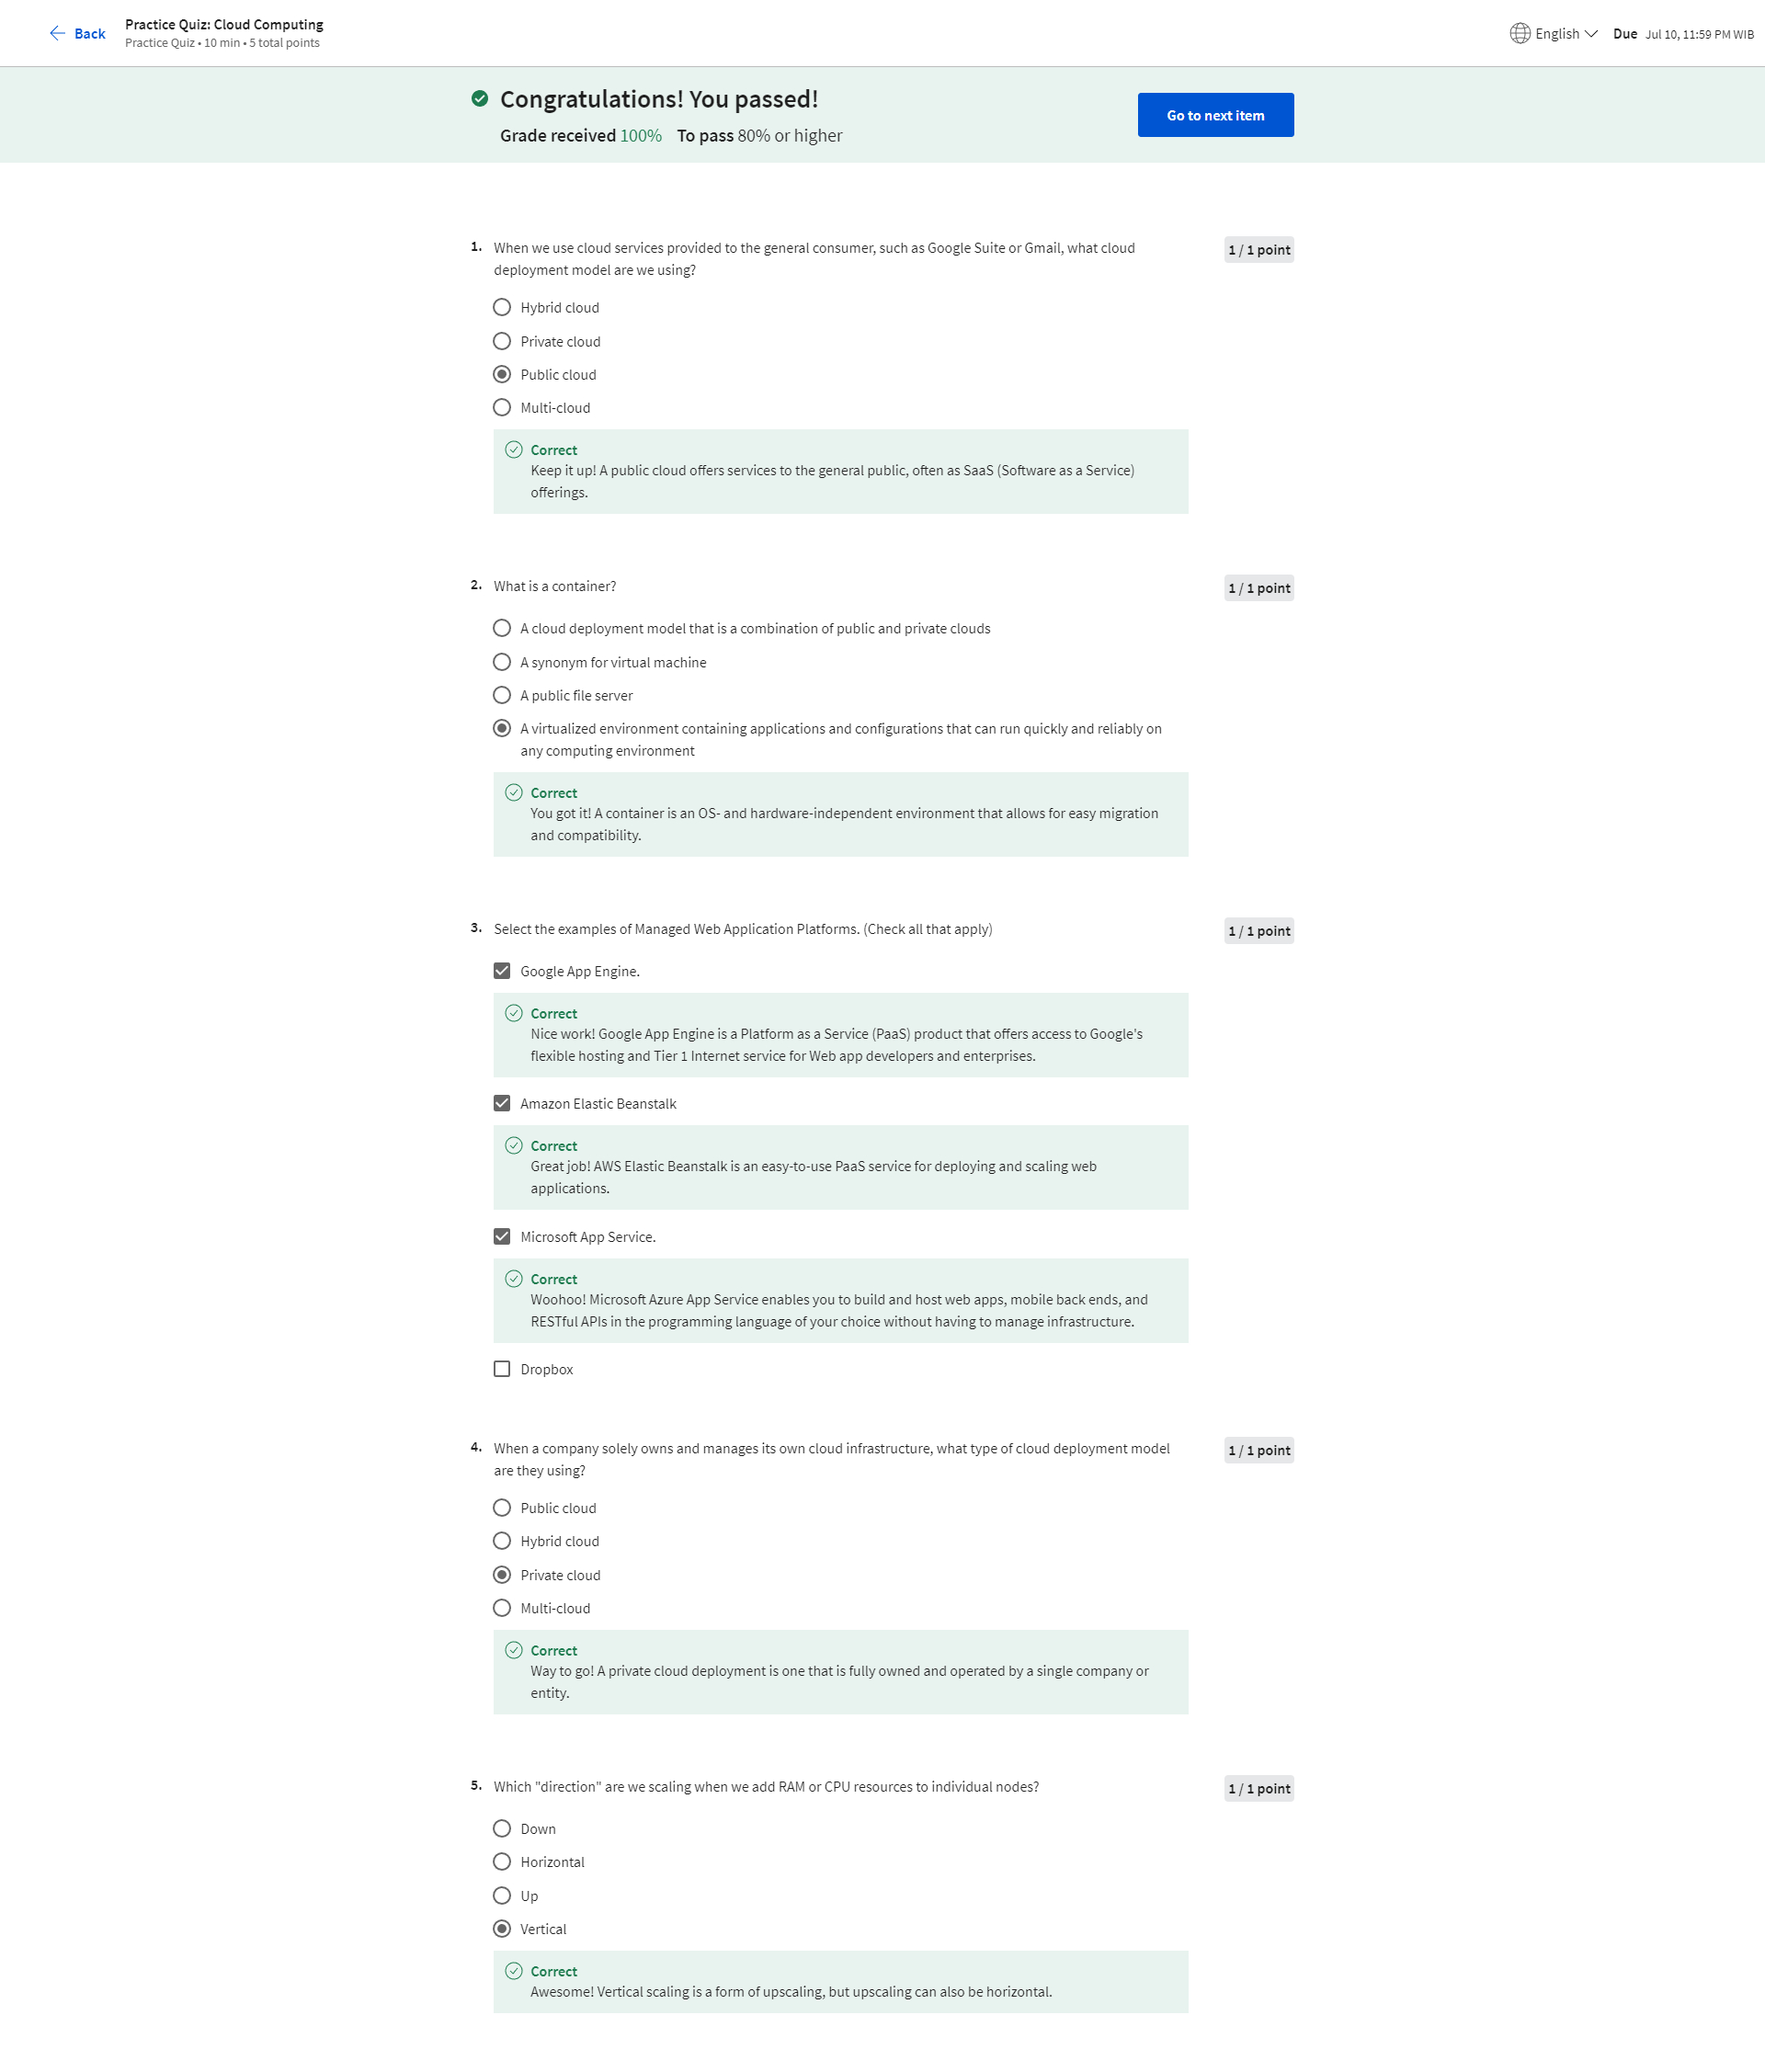 Back
Practice Quiz: Cloud Computing
Practice Quiz • 10 min • 5 total points
English
Due Jul 10, 11:59 PM WIB
Congratulations! You passed!
Grade received 100% To pass 80% or higher
Go to next item
1. When we use cloud services provided to the general consumer, such as Google Suite or Gmail, what cloud
deployment model are we using?
1 / 1 point
Hybrid cloud
Private cloud
Public cloud
Multi-cloud
Correct
Keep it up! A public cloud offers services to the general public, often as SaaS (Software as a Service)
offerings.
2. What is a container?
1 / 1 point
A cloud deployment model that is a combination of public and private clouds
A synonym for virtual machine
A public file server
A virtualized environment containing applications and configurations that can run quickly and reliably on
any computing environment
Correct
You got it! A container is an OS- and hardware-independent environment that allows for easy migration
and compatibility.
3. Select the examples of Managed Web Application Platforms. (Check all that apply)
1 / 1 point
Google App Engine.
Correct
Nice work! Google App Engine is a Platform as a Service (PaaS) product that offers access to Google's
flexible hosting and Tier 1 Internet service for Web app developers and enterprises.
Amazon Elastic Beanstalk
Correct
Great job! AWS Elastic Beanstalk is an easy-to-use PaaS service for deploying and scaling web
applications.
Microsoft App Service.
Correct
Woohoo! Microsoft Azure App Service enables you to build and host web apps, mobile back ends, and
RESTful APIs in the programming language of your choice without having to manage infrastructure.
Dropbox
4. When a company solely owns and manages its own cloud infrastructure, what type of cloud deployment model
are they using?
1 / 1 point
Public cloud
Hybrid cloud
Private cloud
Multi-cloud
Correct
Way to go! A private cloud deployment is one that is fully owned and operated by a single company or
entity.
5. Which "direction" are we scaling when we add RAM or CPU resources to individual nodes?
1 / 1 point
Down
Horizontal
Up
Vertical
Correct
Awesome! Vertical scaling is a form of upscaling, but upscaling can also be horizontal.